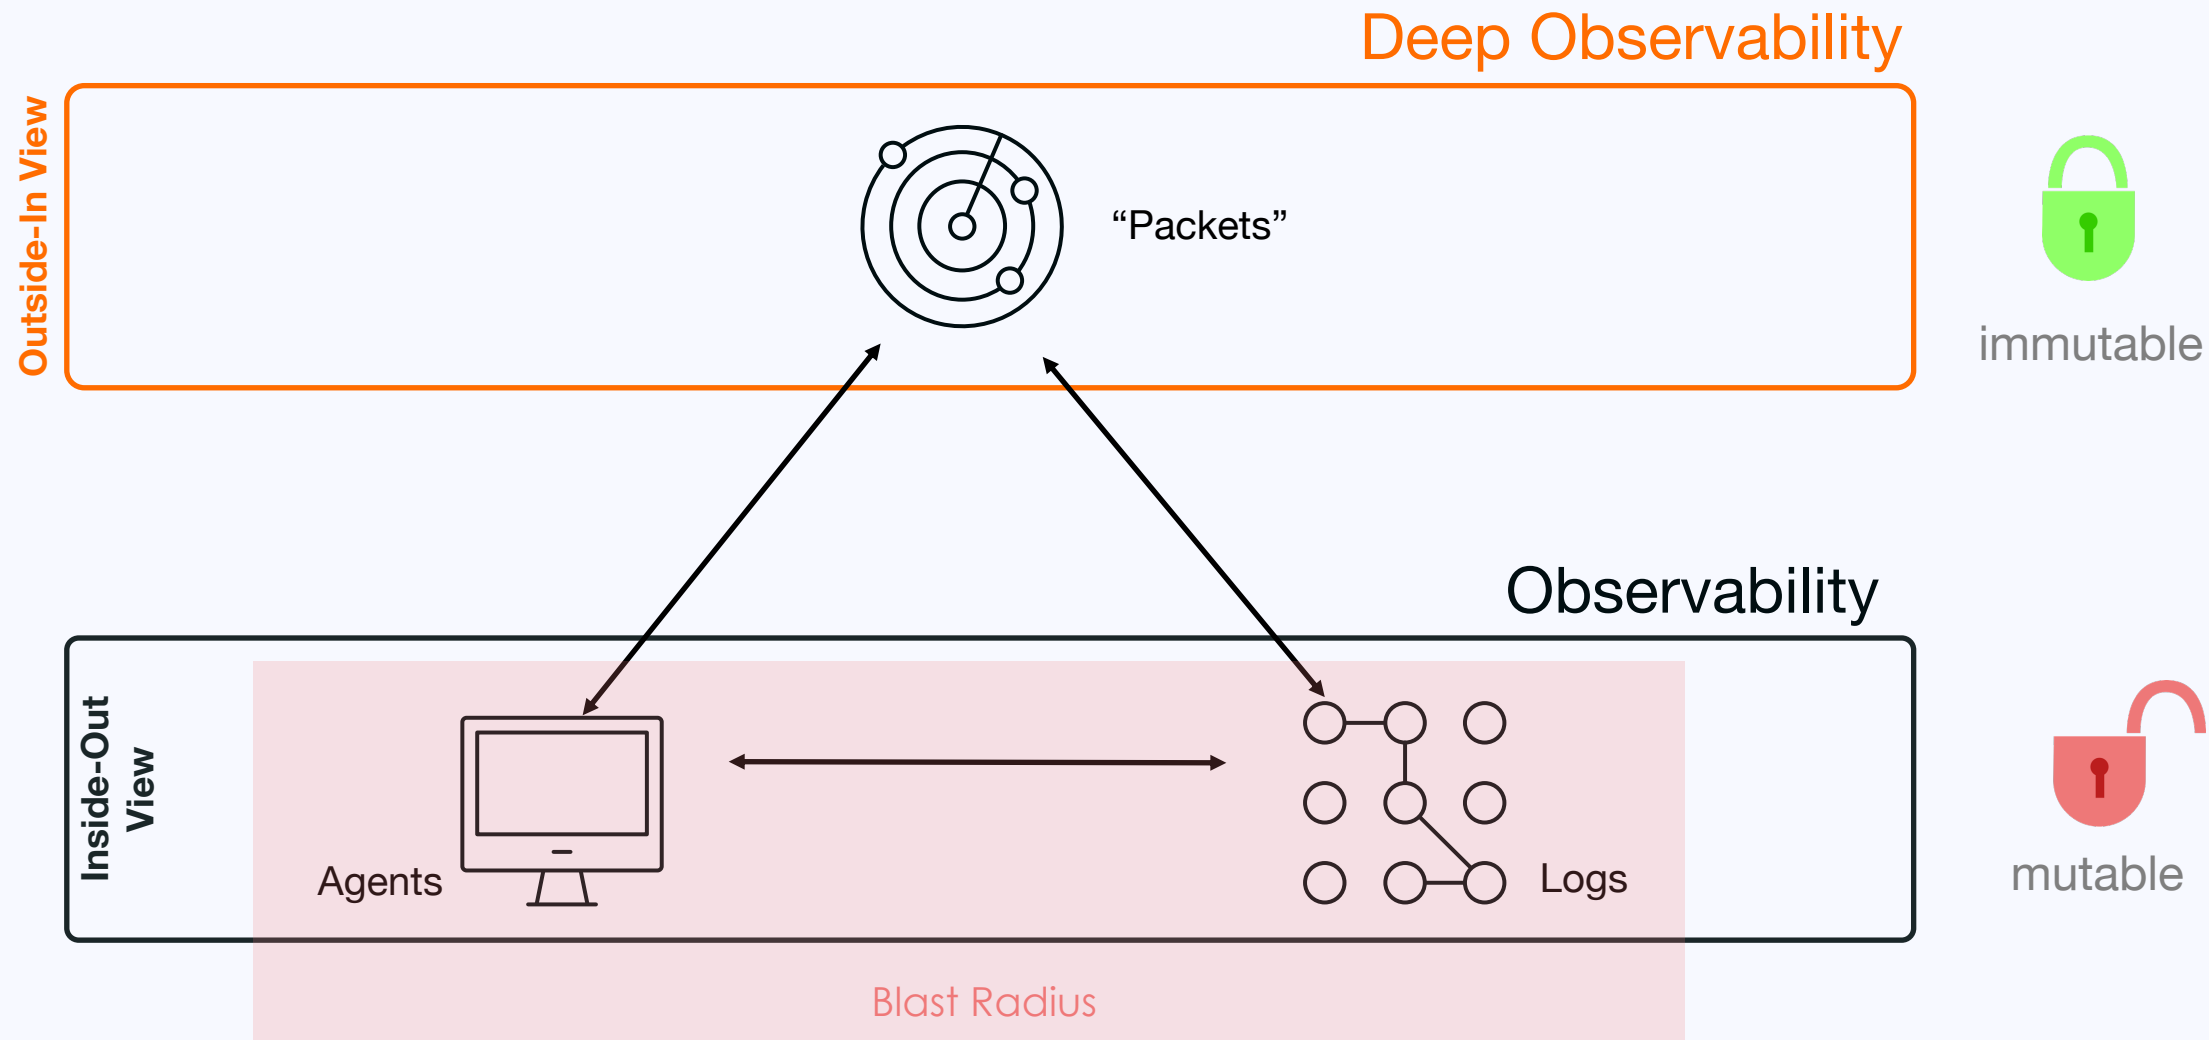 Deep Observability
Outside-In View
“Packets”
immutable
Observability
Inside-Out
View
Agents
Logs
mutable
Blast Radius